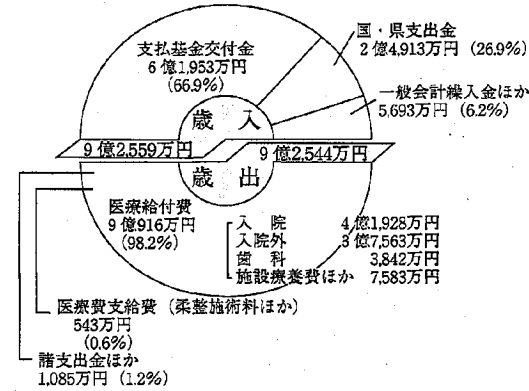 支払基金交付金
6億1,953万円
(66.9%)
国・県支出金
2億4,913万円 (26.9%)
一般会計繰入金ほか
5,693万円 (6.2%)
歳入
9億2,559万円
9億2,544万円
歳出
医療給付費
9億916万円
(98.2%)
入院 4億1,928万円
入院外 3億7,563万円
歯科 3,842万円
施設療養費ほか 7,583万円
医療費支給費 (柔整施術料ほか)
543万円
(0.6%)
諸支出金ほか
1,085万円 (1.2%)